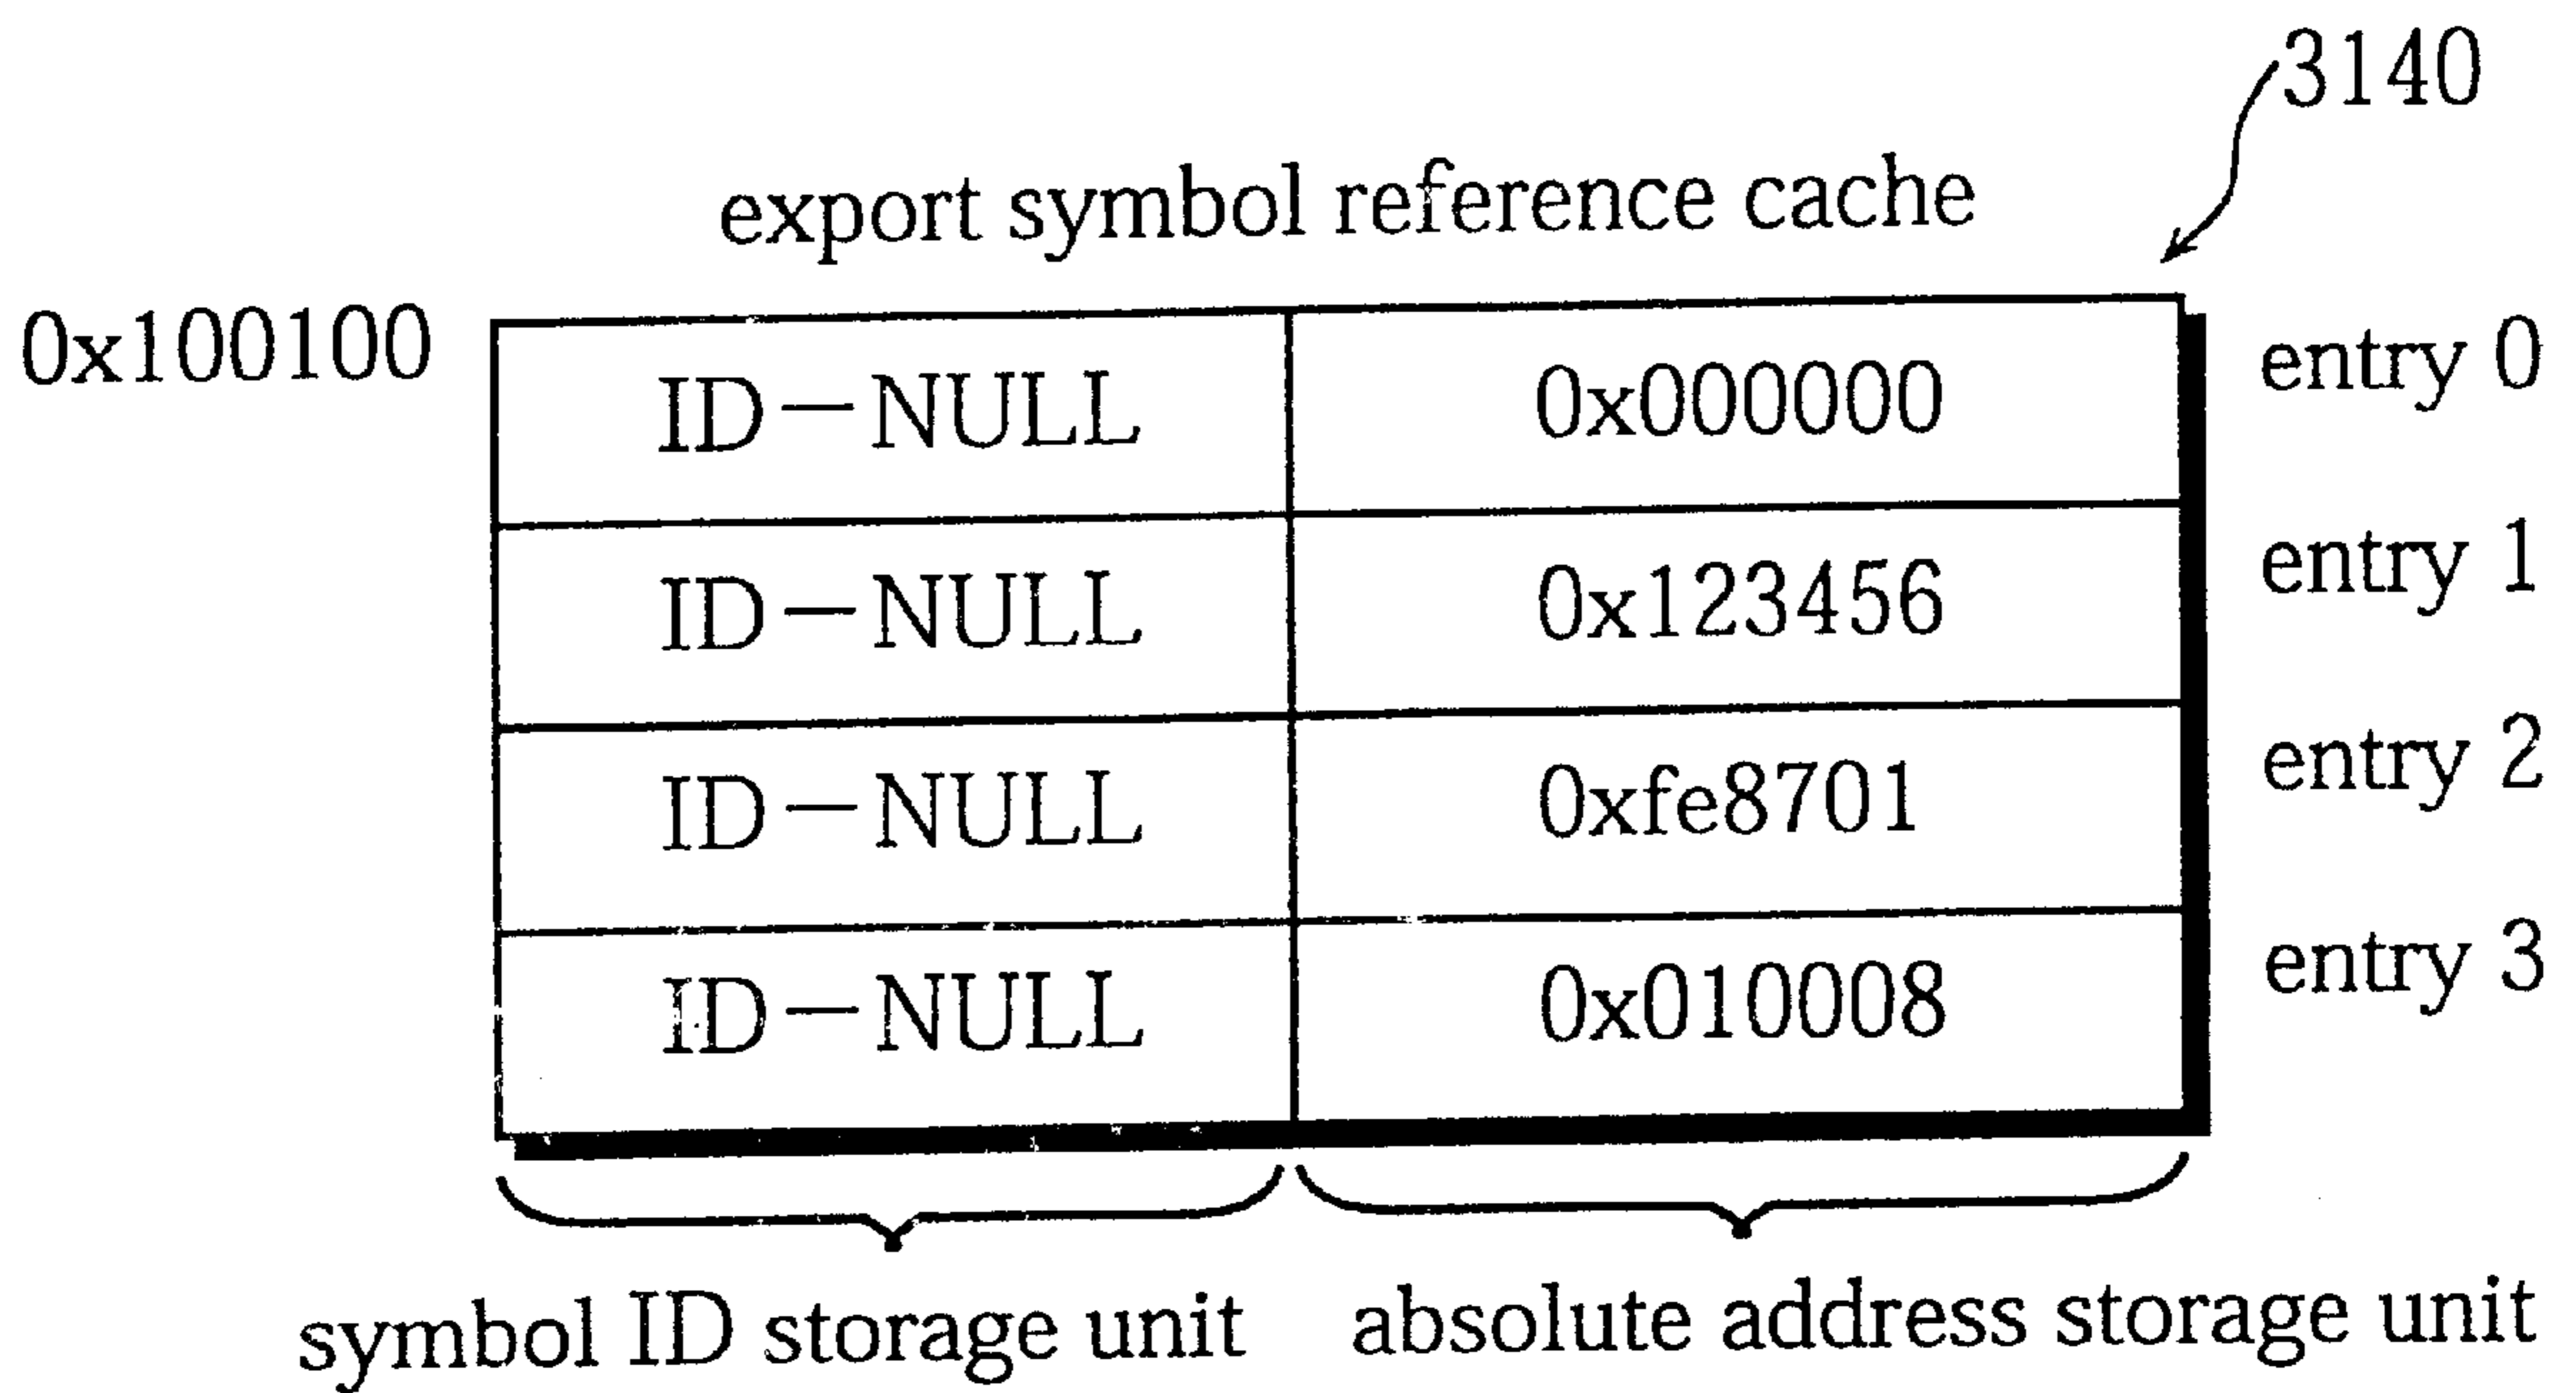 3140
export symbol reference cache
0x100100 ID－NULL 0x000000 entry 0
ID－NULL 0x123456 entry 1
ID－NULL 0xfe8701 entry 2
ID－NULL 0x010008 entry 3
symbol ID storage unit absolute address storage unit